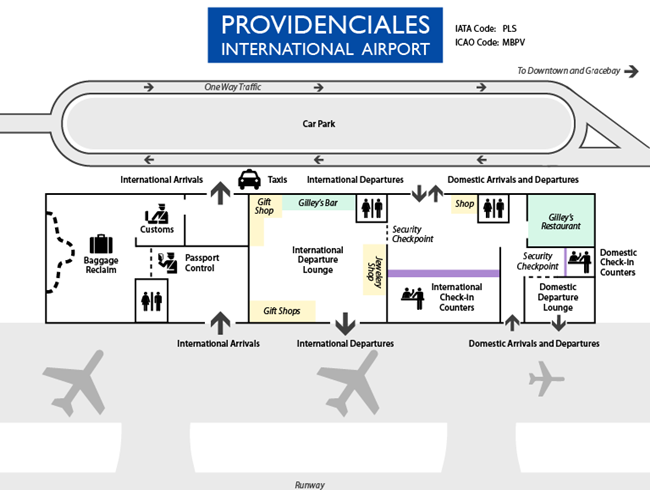 PROVIDENCIALES
INTERNATIONAL AIRPORT
IATA Code: PLS
ICAO Code: MBPV
To Downtown and Gracebay
One Way Traffic
Car Park
International Arrivals
Taxis
International Departures
Domestic Arrivals and Departures
Gift
Shop
Gilley's Bar
Shop
Gilley's
Restaurant
Customs
Security
Checkpoint
Baggage
Reclaim
Passport
Control
International
Departure
Lounge
Jewelery
Shop
Security
Checkpoint
Domestic
Check-In
Counters
International
Check-In
Counters
Domestic
Departure
Lounge
Gift Shops
International Arrivals
International Departures
Domestic Arrivals and Departures
Runway